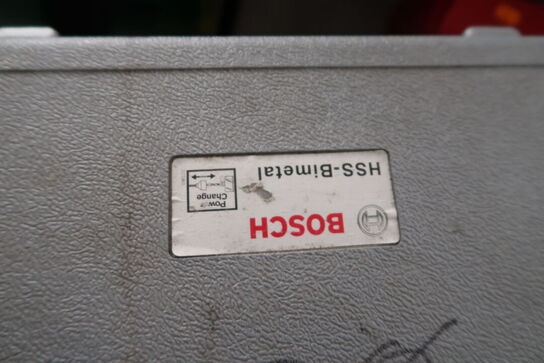 BOSCH
HSS-Bimetal
Power
Change